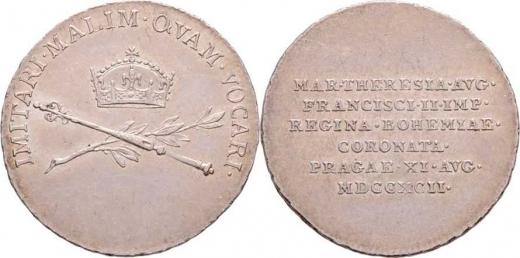 IMITARI·MALIM·QVAM·VOCARI·
MAR·THERESIA·AVG·
FRANCISCI·II·IMP·
REGINA·BOHEMIAE·
CORONATA·
PRAGAE·XI·AVG·
MDCCXCII·